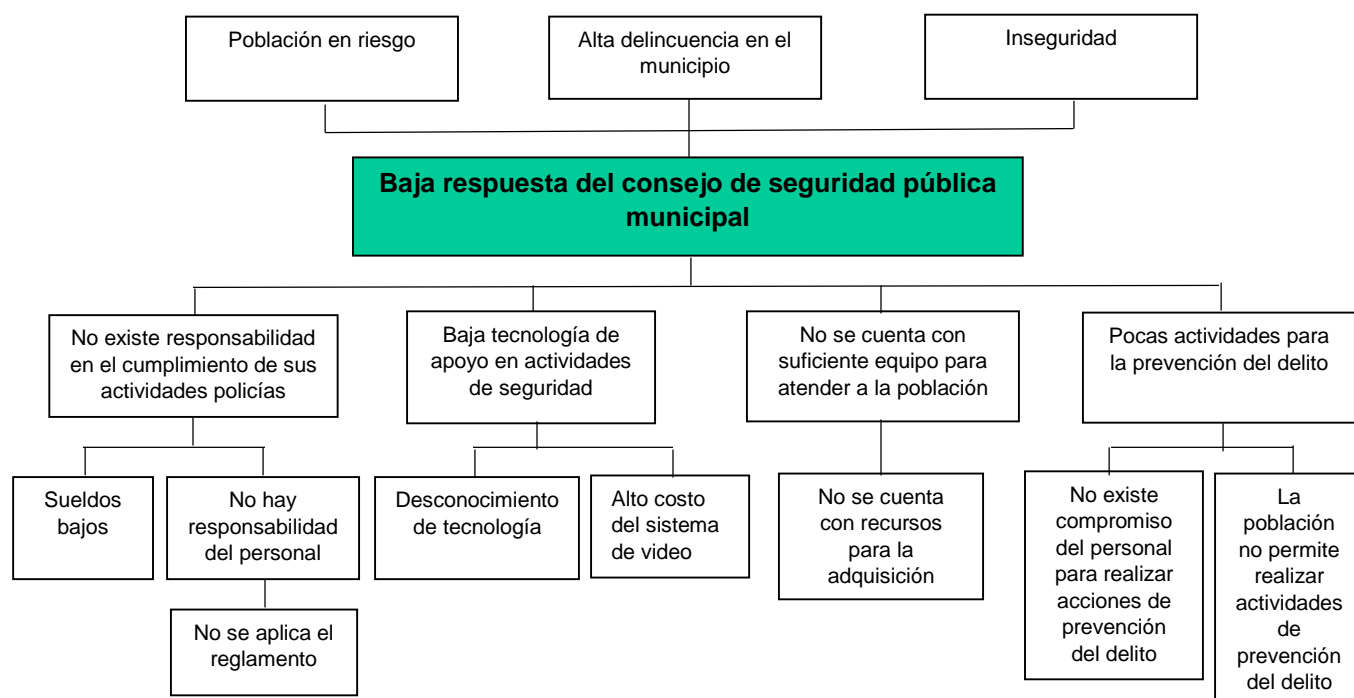 Población en riesgo
Alta delincuencia en el
municipio
Inseguridad
Baja respuesta del consejo de seguridad pública
municipal
No existe responsabilidad
en el cumplimiento de sus
actividades policías
Baja tecnología de
apoyo en actividades
de seguridad
No se cuenta con
suficiente equipo para
atender a la población
Pocas actividades para
la prevención del delito
Sueldos
bajos
No hay
responsabilidad
del personal
Desconocimiento
de tecnología
Alto costo
del sistema
de video
No se cuenta
con recursos
para la
adquisición
No existe
compromiso
del personal
para realizar
acciones de
prevención
del delito
La
población
no permite
realizar
actividades
de
prevención
del delito
No se aplica el
reglamento